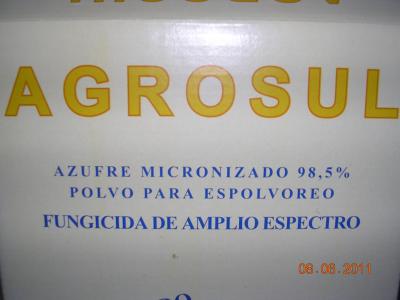 AGROSUL
AZUFRE MICRONIZADO 98,5%
POLVO PARA ESPOLVOREO
FUNGICIDA DE AMPLIO ESPECTRO
08.08.2011